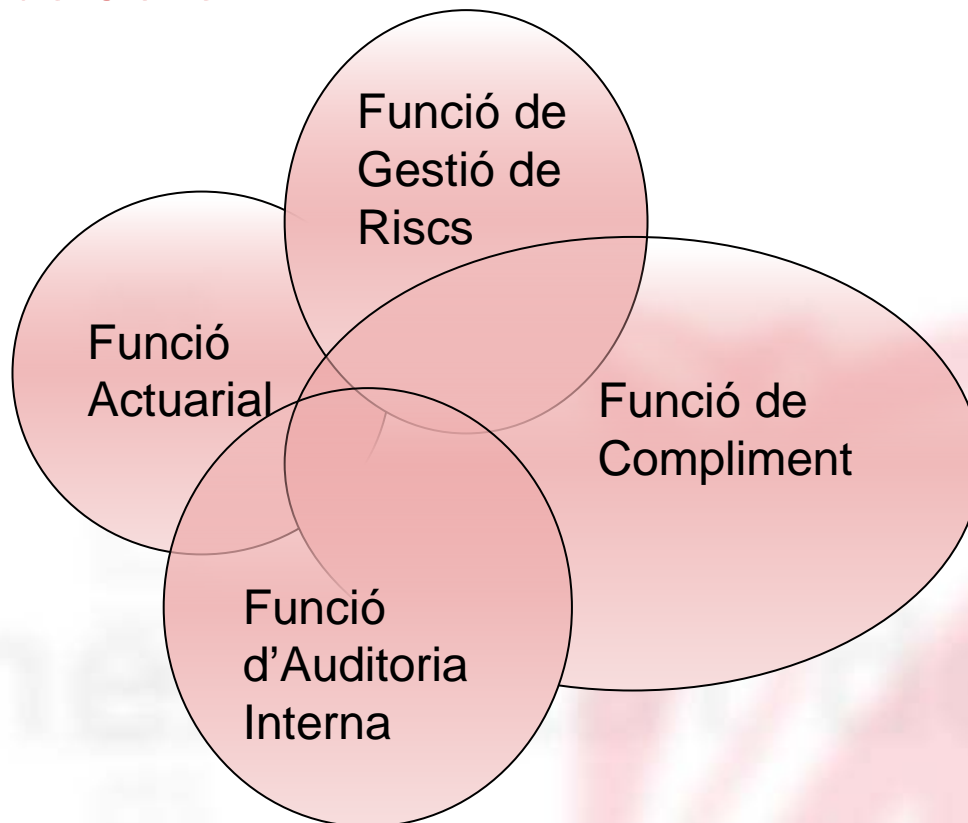 Funció de
Gestió de
Riscs
Funció
Actuarial
Funció de
Compliment
Funció
d’Auditoria
Interna